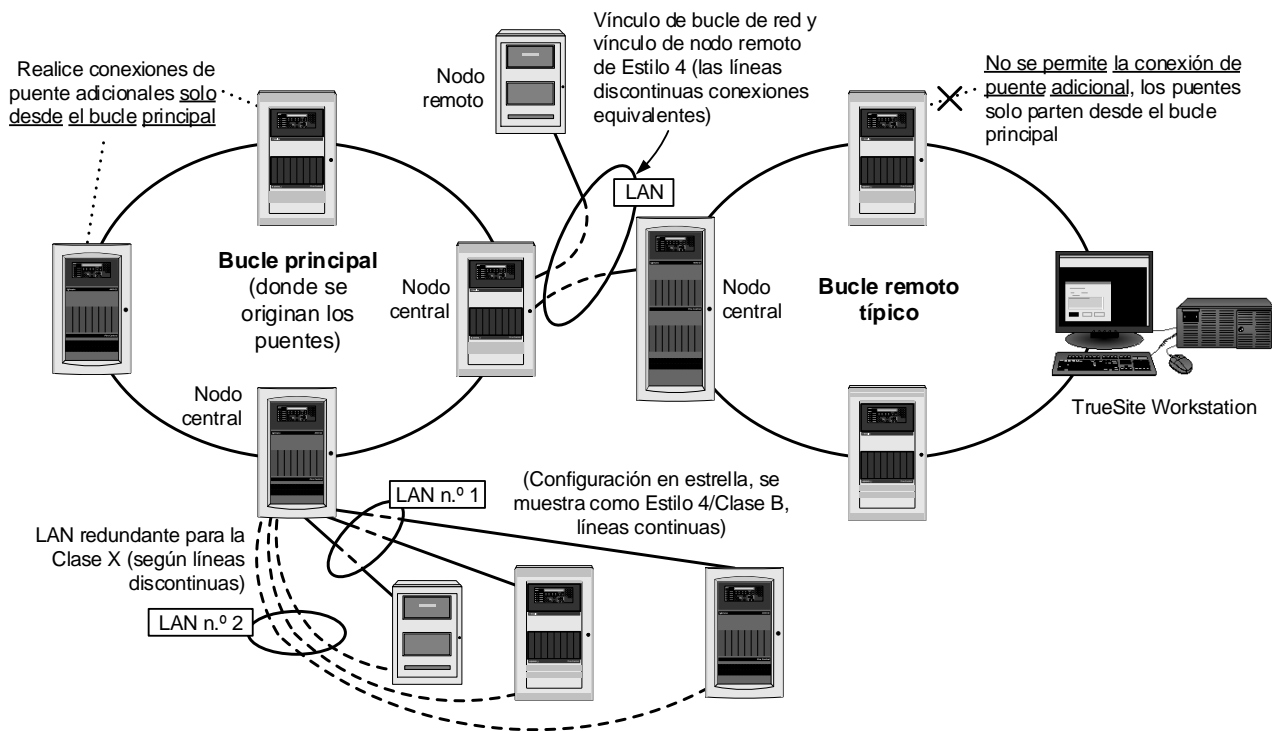 Realice conexiones de
puente adicionales solo
desde el bucle principal
Nodo
remoto
Vínculo de bucle de red y
vínculo de nodo remoto
de Estilo 4 (las líneas
discontinuas conexiones
equivalentes)
No se permite la conexión de
puente adicional, los puentes
solo parten desde el bucle
principal
LAN
Bucle principal
(donde se
originan los
puentes)
Nodo
central
Nodo
central
Bucle remoto
típico
TrueSite Workstation
Nodo
central
LAN n.º 1
(Configuración en estrella, se
muestra como Estilo 4/Clase B,
líneas continuas)
LAN redundante para la
Clase X (según líneas
discontinuas)
LAN n.º 2